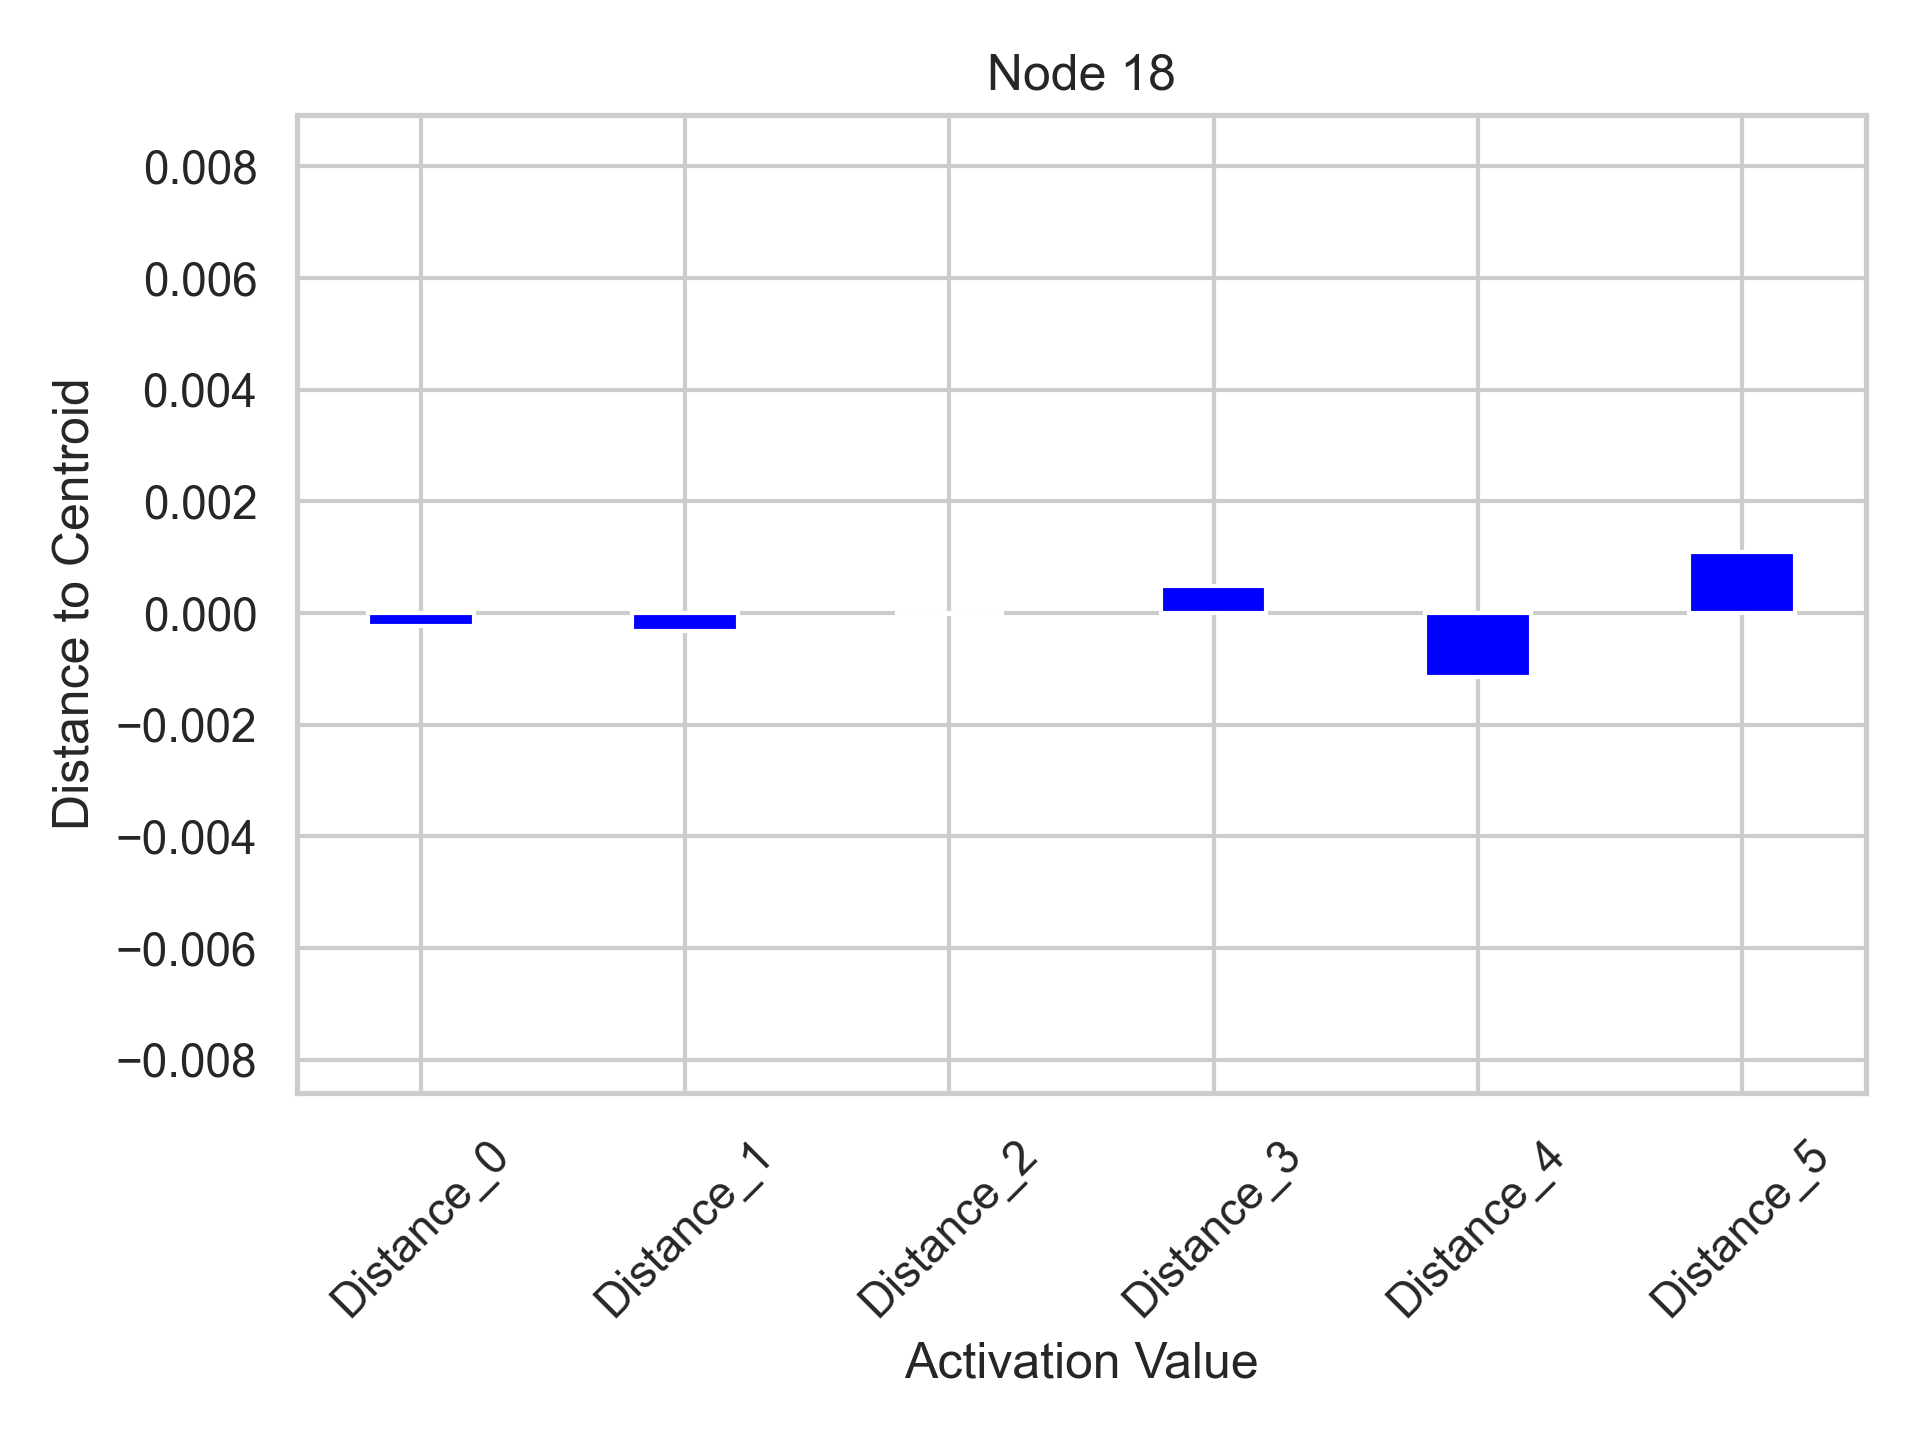 Node 18
0.008
0.006
0.004
0.002
0.000
−0.002
−0.004
−0.006
−0.008
Distance to Centroid
Distance_0
Distance_1
Distance_2
Distance_3
Distance_4
Distance_5
Activation Value